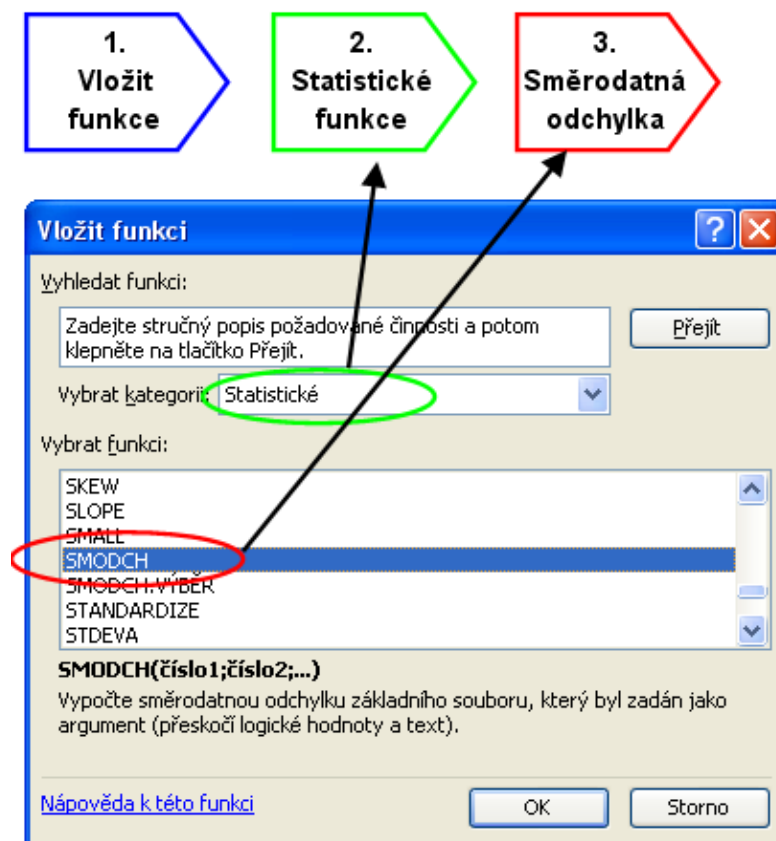 1.
Vložit
funkce
2.
Statistické
funkce
3.
Směrodatná
odchylka
Vložit funkci
Vyhledat funkci:
Zadejte stručný popis požadované činnosti a potom
klepněte na tlačítko Přejít.
Přejít
Vybrat kategorii: Statistické
Vybrat funkci:
SKEW
SLOPE
SMALL
SMODCH
SMODCH.VÝBĚR
STANDARDIZE
STDEVA
SMODCH(číslo1;číslo2;...)
Vypočte směrodatnou odchylku základního souboru, který byl zadán jako
argument (přeskočí logické hodnoty a text).
Nápověda k této funkci
OK
Storno